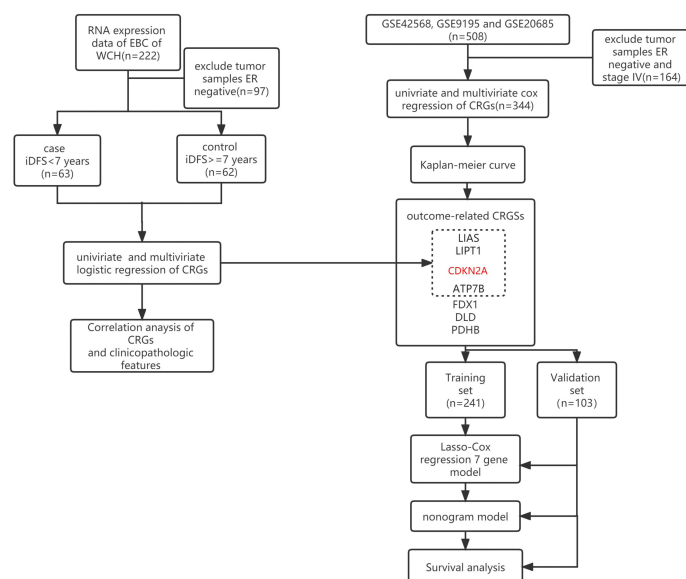 RNA expression
data of EBC of
WCH(n=222)
exclude tumor
samples ER
negative(n=97)
case
iDFS<7 years
(n=63)
control
iDFS>=7 years
(n=62)
univiriate and multiviriate
logistic regression of CRGs
Correlation anaysis of
CRGs
and clinicopathologic
features
GSE42568, GSE9195 and GSE20685
(n=508)
exclude tumor
samples ER
negative and
stage IV(n=164)
univriate and multiviriate cox
regression of CRGs(n=344)
Kaplan-meier curve
outcome-related CRGSs
LIAS
LIPT1
CDKN2A
ATP7B
FDX1
DLD
PDHB
Training
set
(n=241)
Validation
set
(n=103)
Lasso-Cox
regression 7 gene
model
nonogram model
Survival analysis